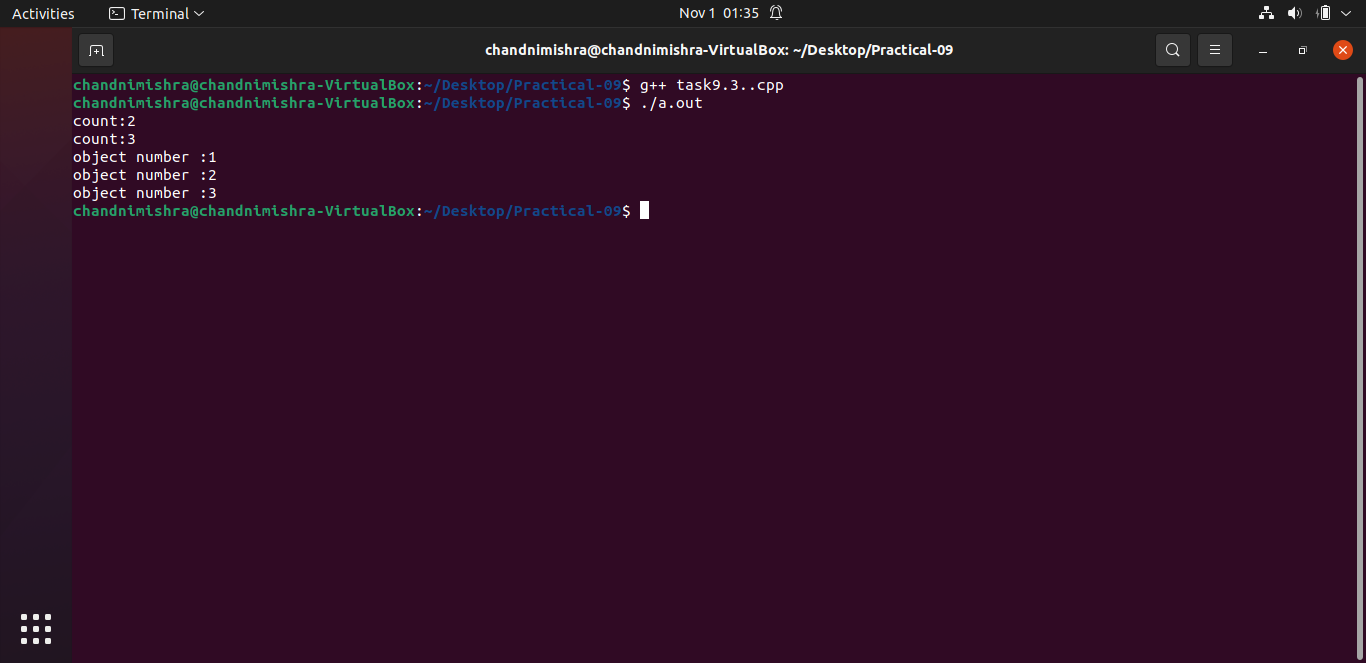 Activities Terminal Nov 1 01:35
chandnimishra@chandnimishra-VirtualBox: ~/Desktop/Practical-09
chandnimishra@chandnimishra-VirtualBox:~/Desktop/Practical-09$ g++ task9.3..cpp
chandnimishra@chandnimishra-VirtualBox:~/Desktop/Practical-09$ ./a.out
count:2
count:3
object number :1
object number :2
object number :3
chandnimishra@chandnimishra-VirtualBox:~/Desktop/Practical-09$